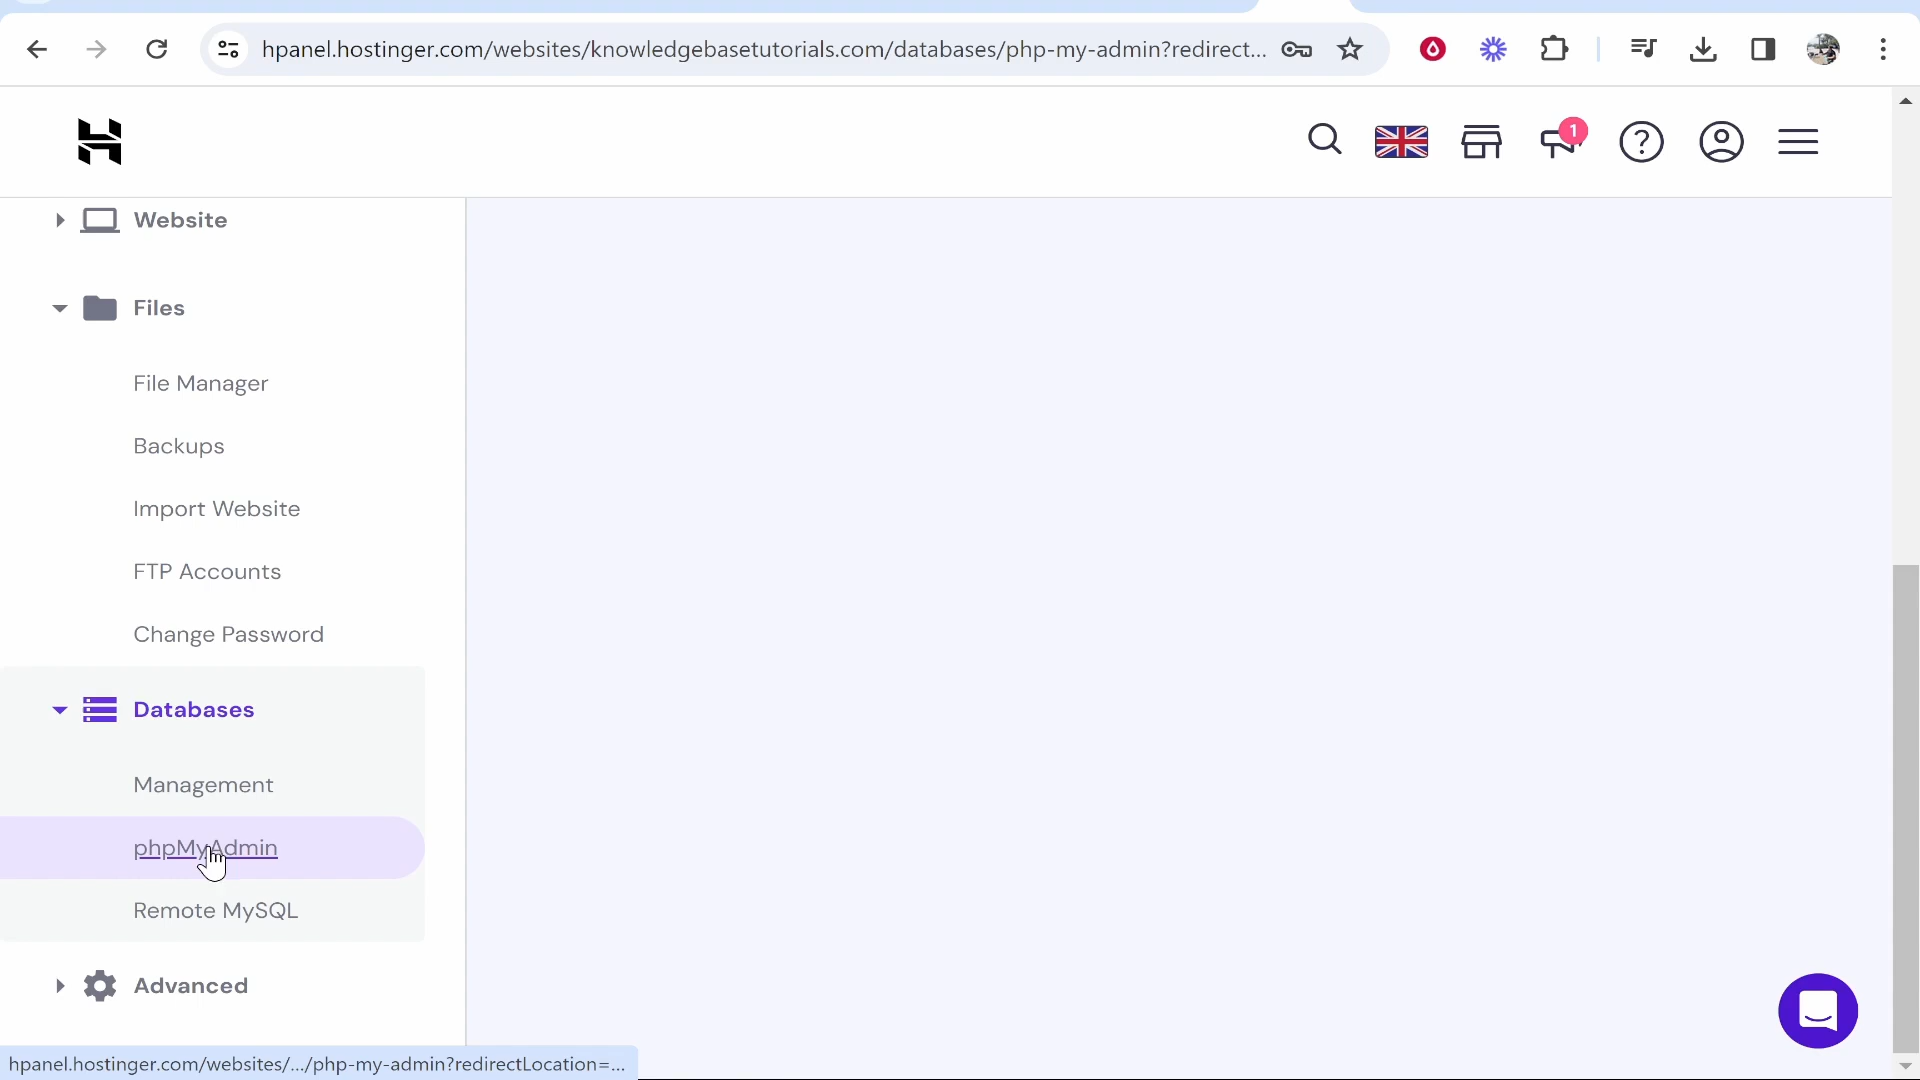 hpanel.hostinger.com/websites/knowledgebasetutorials.com/databases/php-my-admin?redirect...
1
Website
Files
File Manager
Backups
Import Website
FTP Accounts
Change Password
Databases
Management
phpMyAdmin
Remote MySQL
Advanced
hpanel.hostinger.com/websites/.../php-my-admin?redirectLocation=...